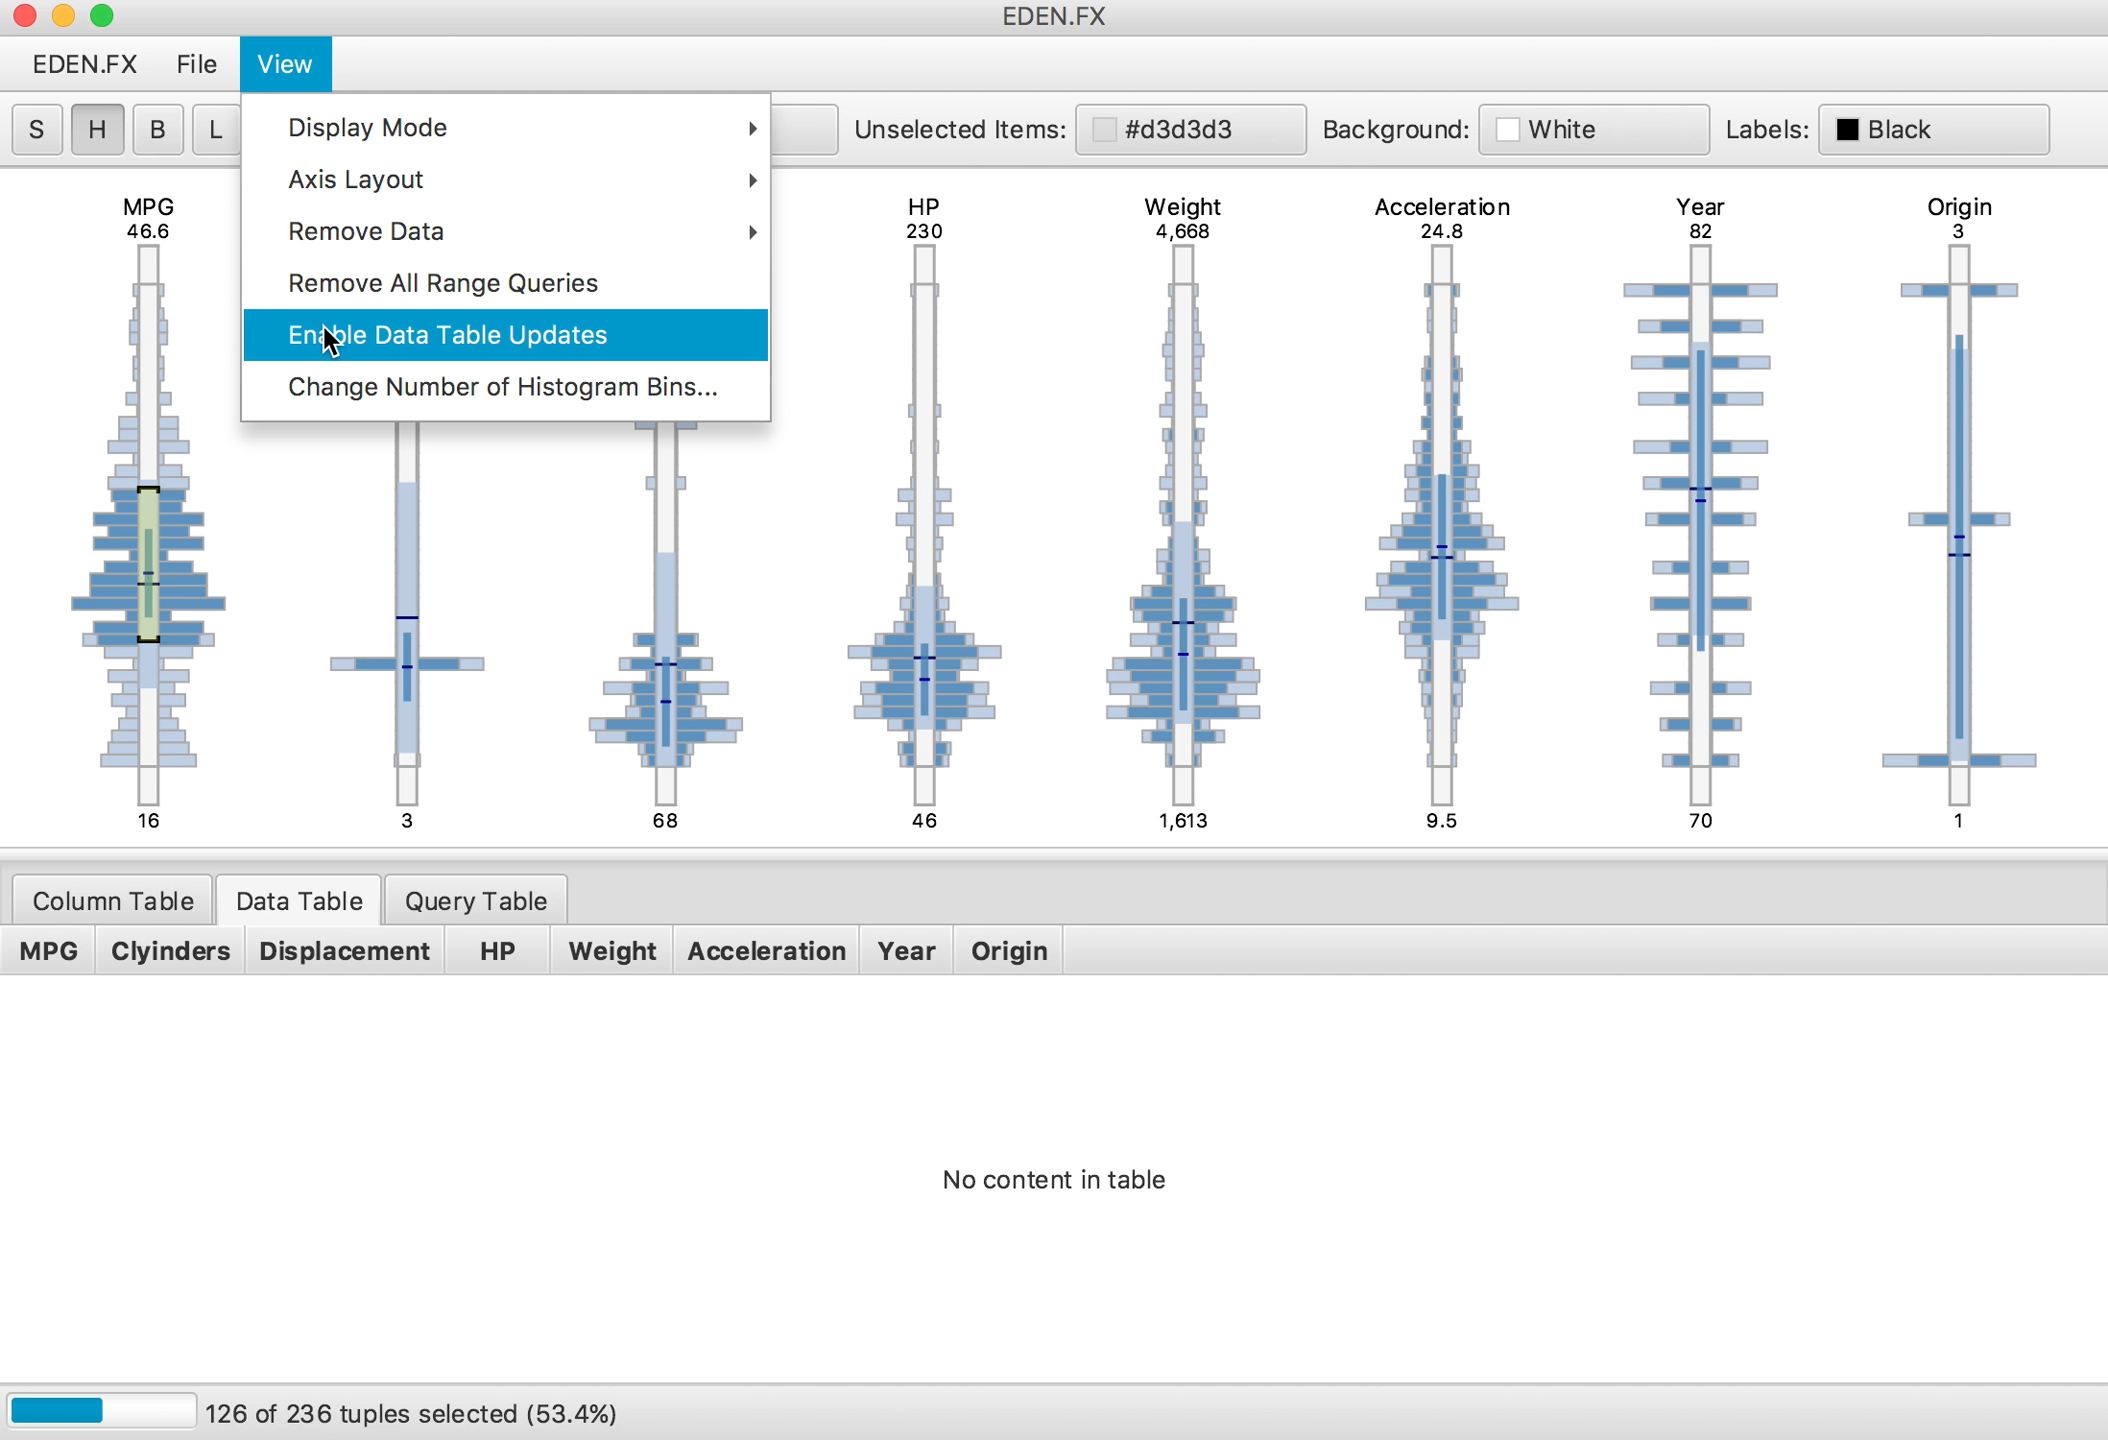 EDEN.FX
EDEN.FX File View
S H B L Unselected Items: #d3d3d3 Background: White Labels: Black
Display Mode
Axis Layout
Remove Data
Remove All Range Queries
Enable Data Table Updates
Change Number of Histogram Bins...
MPG HP Weight Acceleration Year Origin
46.6 230 4,668 24.8 82 3
16 3 68 46 1,613 9.5 70 1
Column Table Data Table Query Table
MPG Clyinders Displacement HP Weight Acceleration Year Origin
No content in table
126 of 236 tuples selected (53.4%)